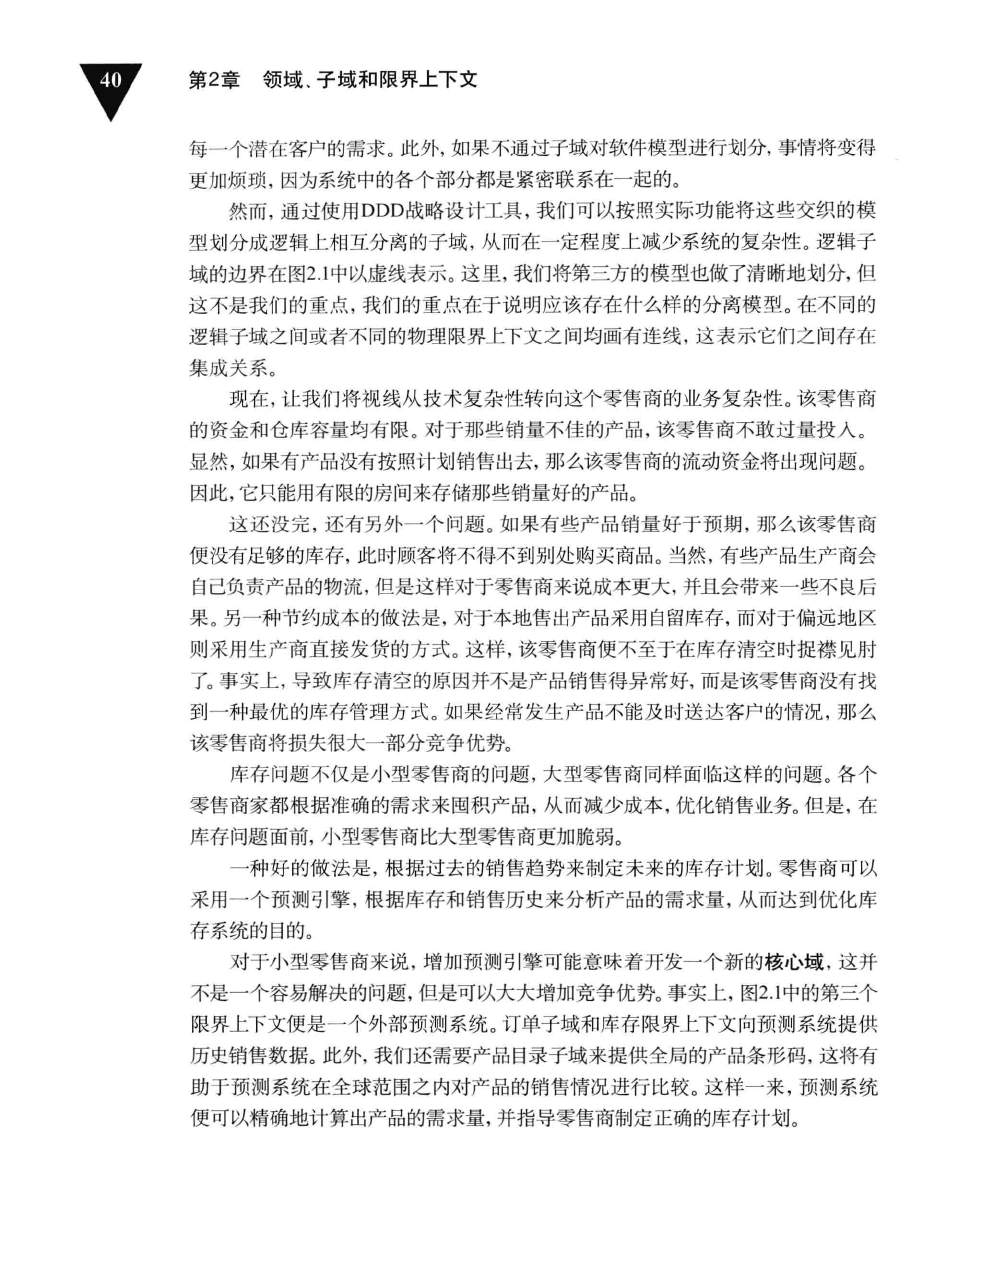 40
第2章 领域、子域和限界上下文
每一个潜在客户的需求。此外，如果不通过子域对软件模型进行划分，事情将变得
更加烦琐，因为系统中的各个部分都是紧密联系在一起的。
然而，通过使用DDD战略设计工具，我们可以按照实际功能将这些交织的模
型划分成逻辑上相互分离的子域，从而在一定程度上减少系统的复杂性。逻辑子
域的边界在图2.1中以虚线表示。这里，我们将第三方的模型也做了清晰地划分，但
这不是我们的重点，我们的重点在于说明应该存在什么样的分离模型。在不同的
逻辑子域之间或者不同的物理限界上下文之间均画有连线，这表示它们之间存在
集成关系。
现在，让我们将视线从技术复杂性转向这个零售商的业务复杂性。该零售商
的资金和仓库容量均有限。对于那些销量不佳的产品，该零售商不敢过量投入。
显然，如果有产品没有按照计划销售出去，那么该零售商的流动资金将出现问题。
因此，它只能用有限的房间来存储那些销量好的产品。
这还没完，还有另外一个问题。如果有些产品销量好于预期，那么该零售商
便没有足够的库存，此时顾客将不得不到别处购买商品。当然，有些产品生产商会
自己负责产品的物流，但是这样对于零售商来说成本更大，并且会带来一些不良后
果。另一种节约成本的做法是，对于本地售出产品采用自留库存，而对于偏远地区
则采用生产商直接发货的方式。这样，该零售商便不至于在库存清空时捉襟见肘
了。事实上，导致库存清空的原因并不是产品销售得异常好，而是该零售商没有找
到一种最优的库存管理方式。如果经常发生产品不能及时送达客户的情况，那么
该零售商将损失很大一部分竞争优势。
库存问题不仅是小型零售商的问题，大型零售商同样面临这样的问题。各个
零售商家都根据准确的需求来囤积产品，从而减少成本，优化销售业务。但是，在
库存问题面前，小型零售商比大型零售商更加脆弱。
一种好的做法是，根据过去的销售趋势来制定未来的库存计划。零售商可以
采用一个预测引擎，根据库存和销售历史来分析产品的需求量，从而达到优化库
存系统的目的。
对于小型零售商来说，增加预测引擎可能意味着开发一个新的核心域，这并
不是一个容易解决的问题，但是可以大大增加竞争优势。事实上，图2.1中的第三个
限界上下文便是一个外部预测系统。订单子域和库存限界上下文向预测系统提供
历史销售数据。此外，我们还需要产品目录子域来提供全局的产品条形码，这将有
助于预测系统在全球范围之内对产品的销售情况进行比较。这样一来，预测系统
便可以精确地计算出产品的需求量，并指导零售商制定正确的库存计划。